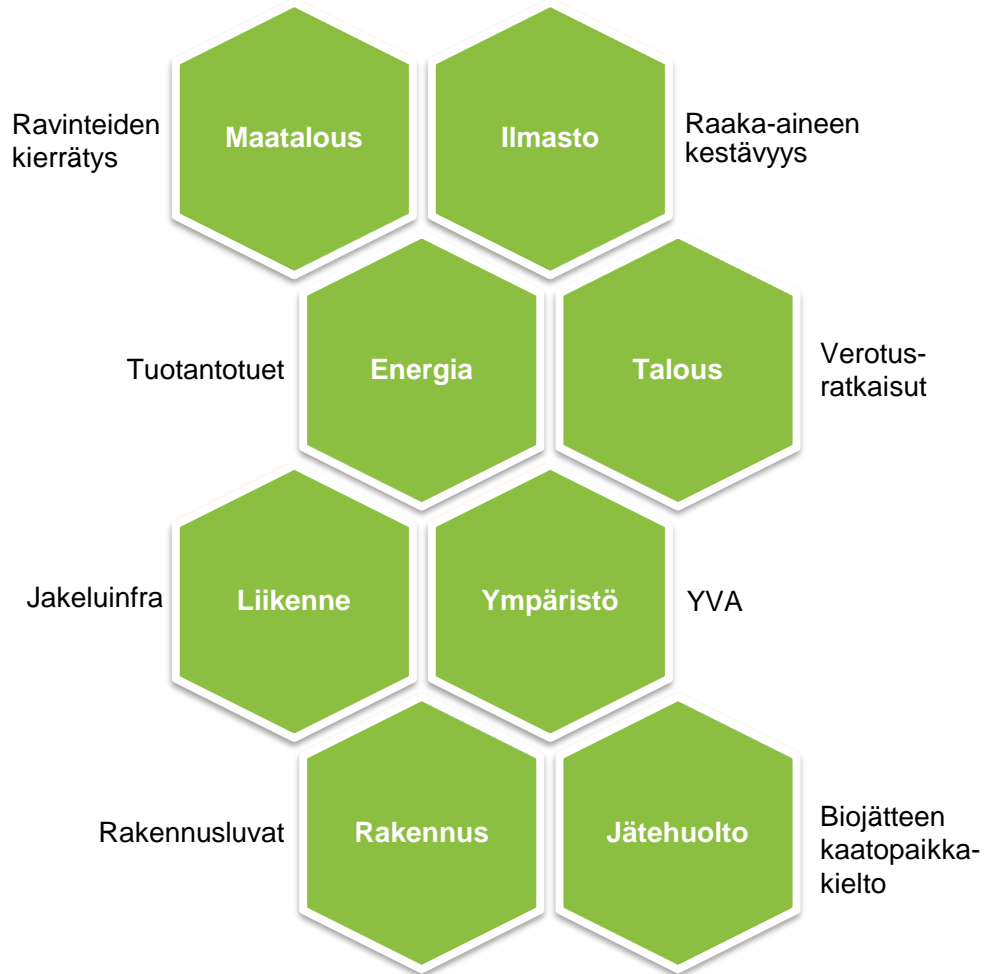 Ravinteiden
kierrätys
Maatalous
Ilmasto
Raaka-aineen
kestävyys
Tuotantotuet
Energia
Talous
Verotus-
ratkaisut
Jakeluinfra
Liikenne
Ympäristö
YVA
Rakennusluvat
Rakennus
Jätehuolto
Biojätteen
kaatopaikka-
kielto